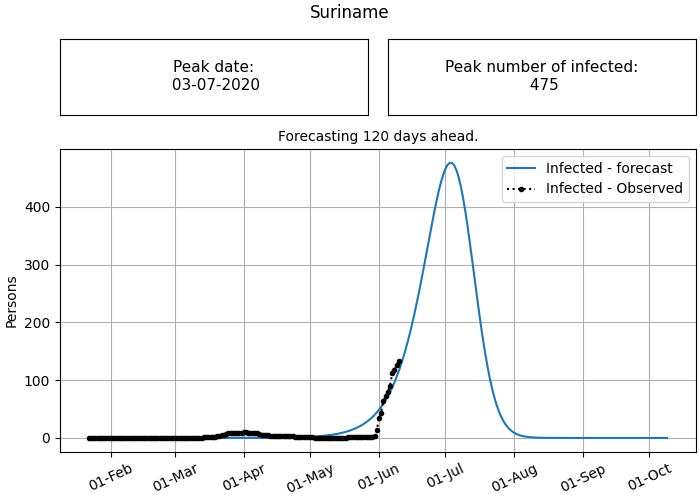 Suriname
Peak date:
03-07-2020
Peak number of infected:
475
Forecasting 120 days ahead.
Infected - forecast
Infected - Observed
Persons
400
300
200
100
0
01-Feb
01-Mar
01-Apr
01-May
01-Jun
01-Jul
01-Aug
01-Sep
01-Oct